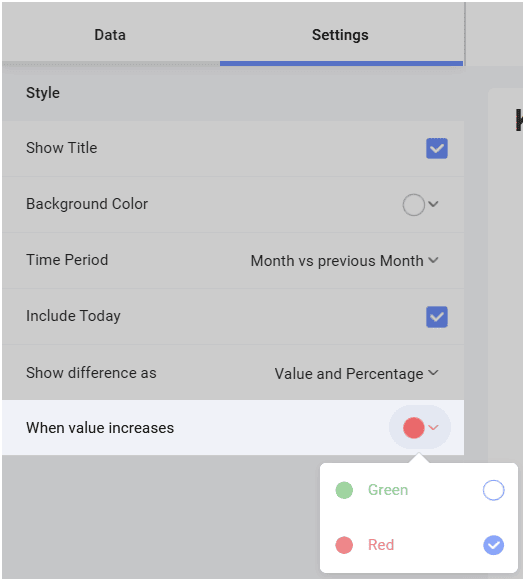 Data Settings
Style
Show Title
Background Color
Time Period Month vs previous Month
Include Today
Show difference as Value and Percentage
When value increases
Green
Red